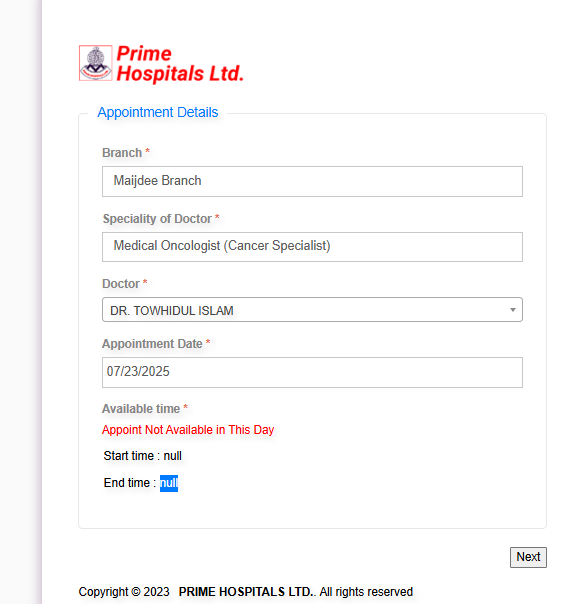 Prime
Hospitals Ltd.
Appointment Details
Branch *
Maijdee Branch
Speciality of Doctor *
Medical Oncologist (Cancer Specialist)
Doctor *
DR. TOWHIDUL ISLAM
Appointment Date *
07/23/2025
Available time *
Appoint Not Available in This Day
Start time : null
End time : null
Next
Copyright © 2023 PRIME HOSPITALS LTD.. All rights reserved